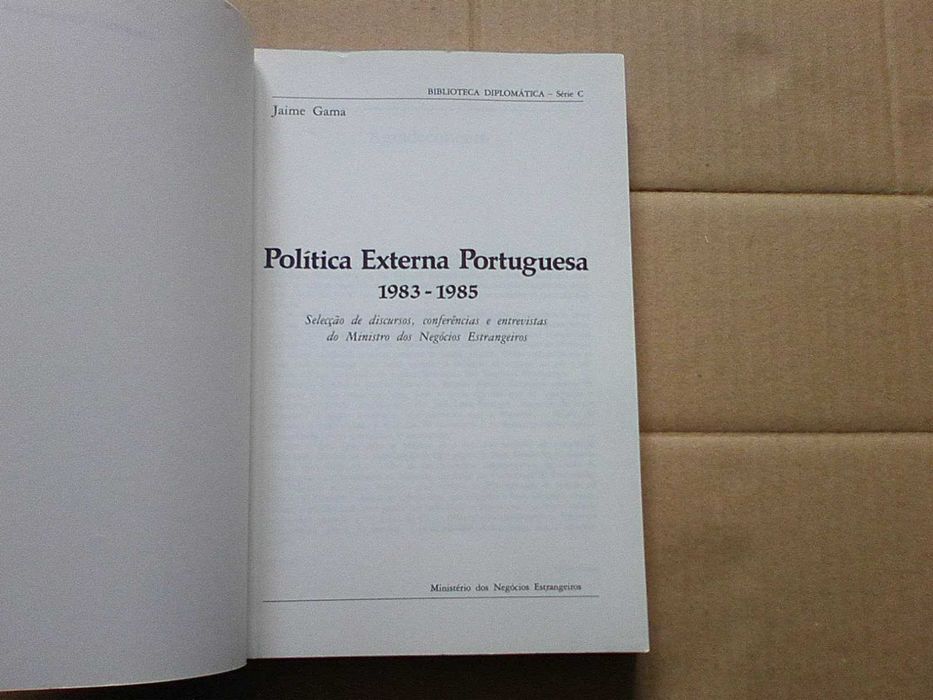 BIBLIOTECA DIPLOMÁTICA – Série C
Jaime Gama
Política Externa Portuguesa
1983 - 1985
Selecção de discursos, conferências e entrevistas
do Ministro dos Negócios Estrangeiros
Ministério dos Negócios Estrangeiros